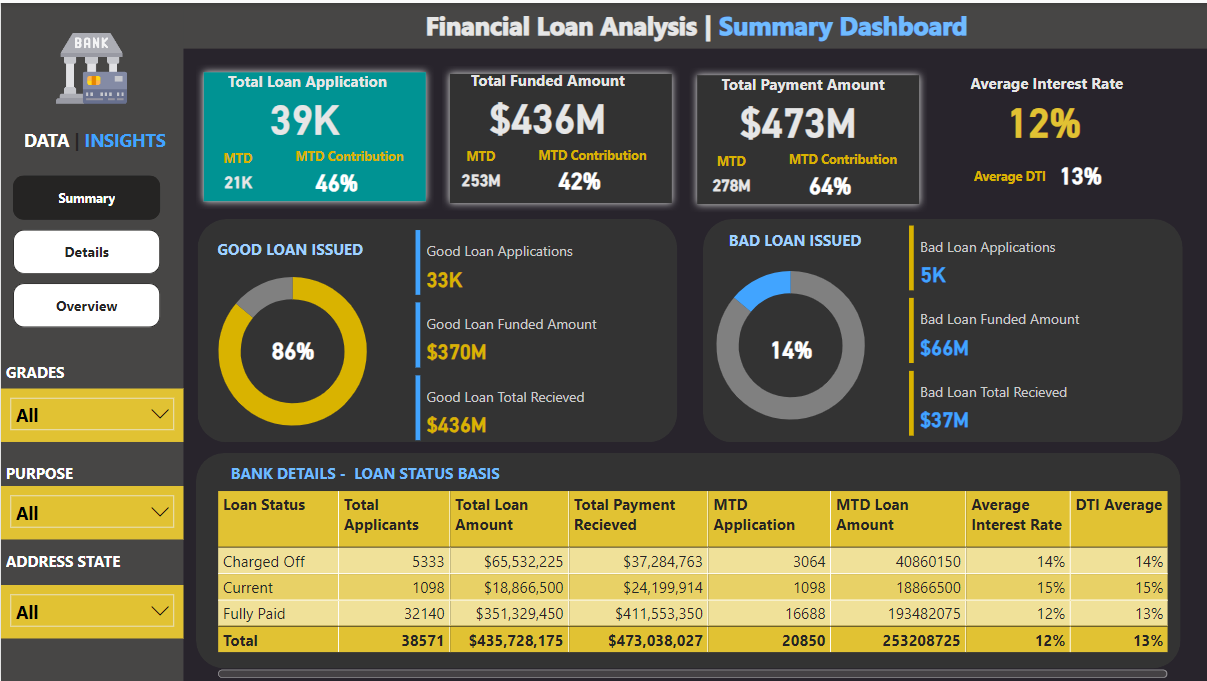 Financial Loan Analysis | Summary Dashboard
BANK
DATA | INSIGHTS
Summary
Details
Overview
GRADES
All
PURPOSE
All
ADDRESS STATE
All
Total Loan Application
39K
MTD
MTD Contribution
21K
46%
Total Funded Amount
$436M
MTD
MTD Contribution
253M
42%
Total Payment Amount
$473M
MTD
MTD Contribution
278M
64%
Average Interest Rate
12%
Average DTI 13%
GOOD LOAN ISSUED
86%
Good Loan Applications
33K
Good Loan Funded Amount
$370M
Good Loan Total Recieved
$436M
BAD LOAN ISSUED
14%
Bad Loan Applications
5K
Bad Loan Funded Amount
$66M
Bad Loan Total Recieved
$37M
BANK DETAILS - LOAN STATUS BASIS
Loan Status Total Applicants Total Loan Amount Total Payment Recieved MTD Application MTD Loan Amount Average Interest Rate DTI Average
Charged Off 5333 $65,532,225 $37,284,763 3064 40860150 14% 14%
Current 1098 $18,866,500 $24,199,914 1098 18866500 15% 15%
Fully Paid 32140 $351,329,450 $411,553,350 16688 193482075 12% 13%
Total 38571 $435,728,175 $473,038,027 20850 253208725 12% 13%